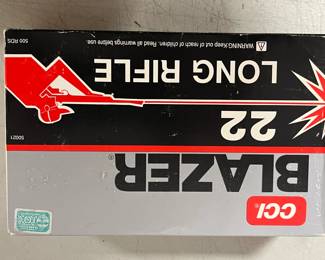 CCI®
BLAZER®
22
LONG RIFLE
50021
500 RDS
WARNING: Keep out of reach of children. Read all warnings before use.